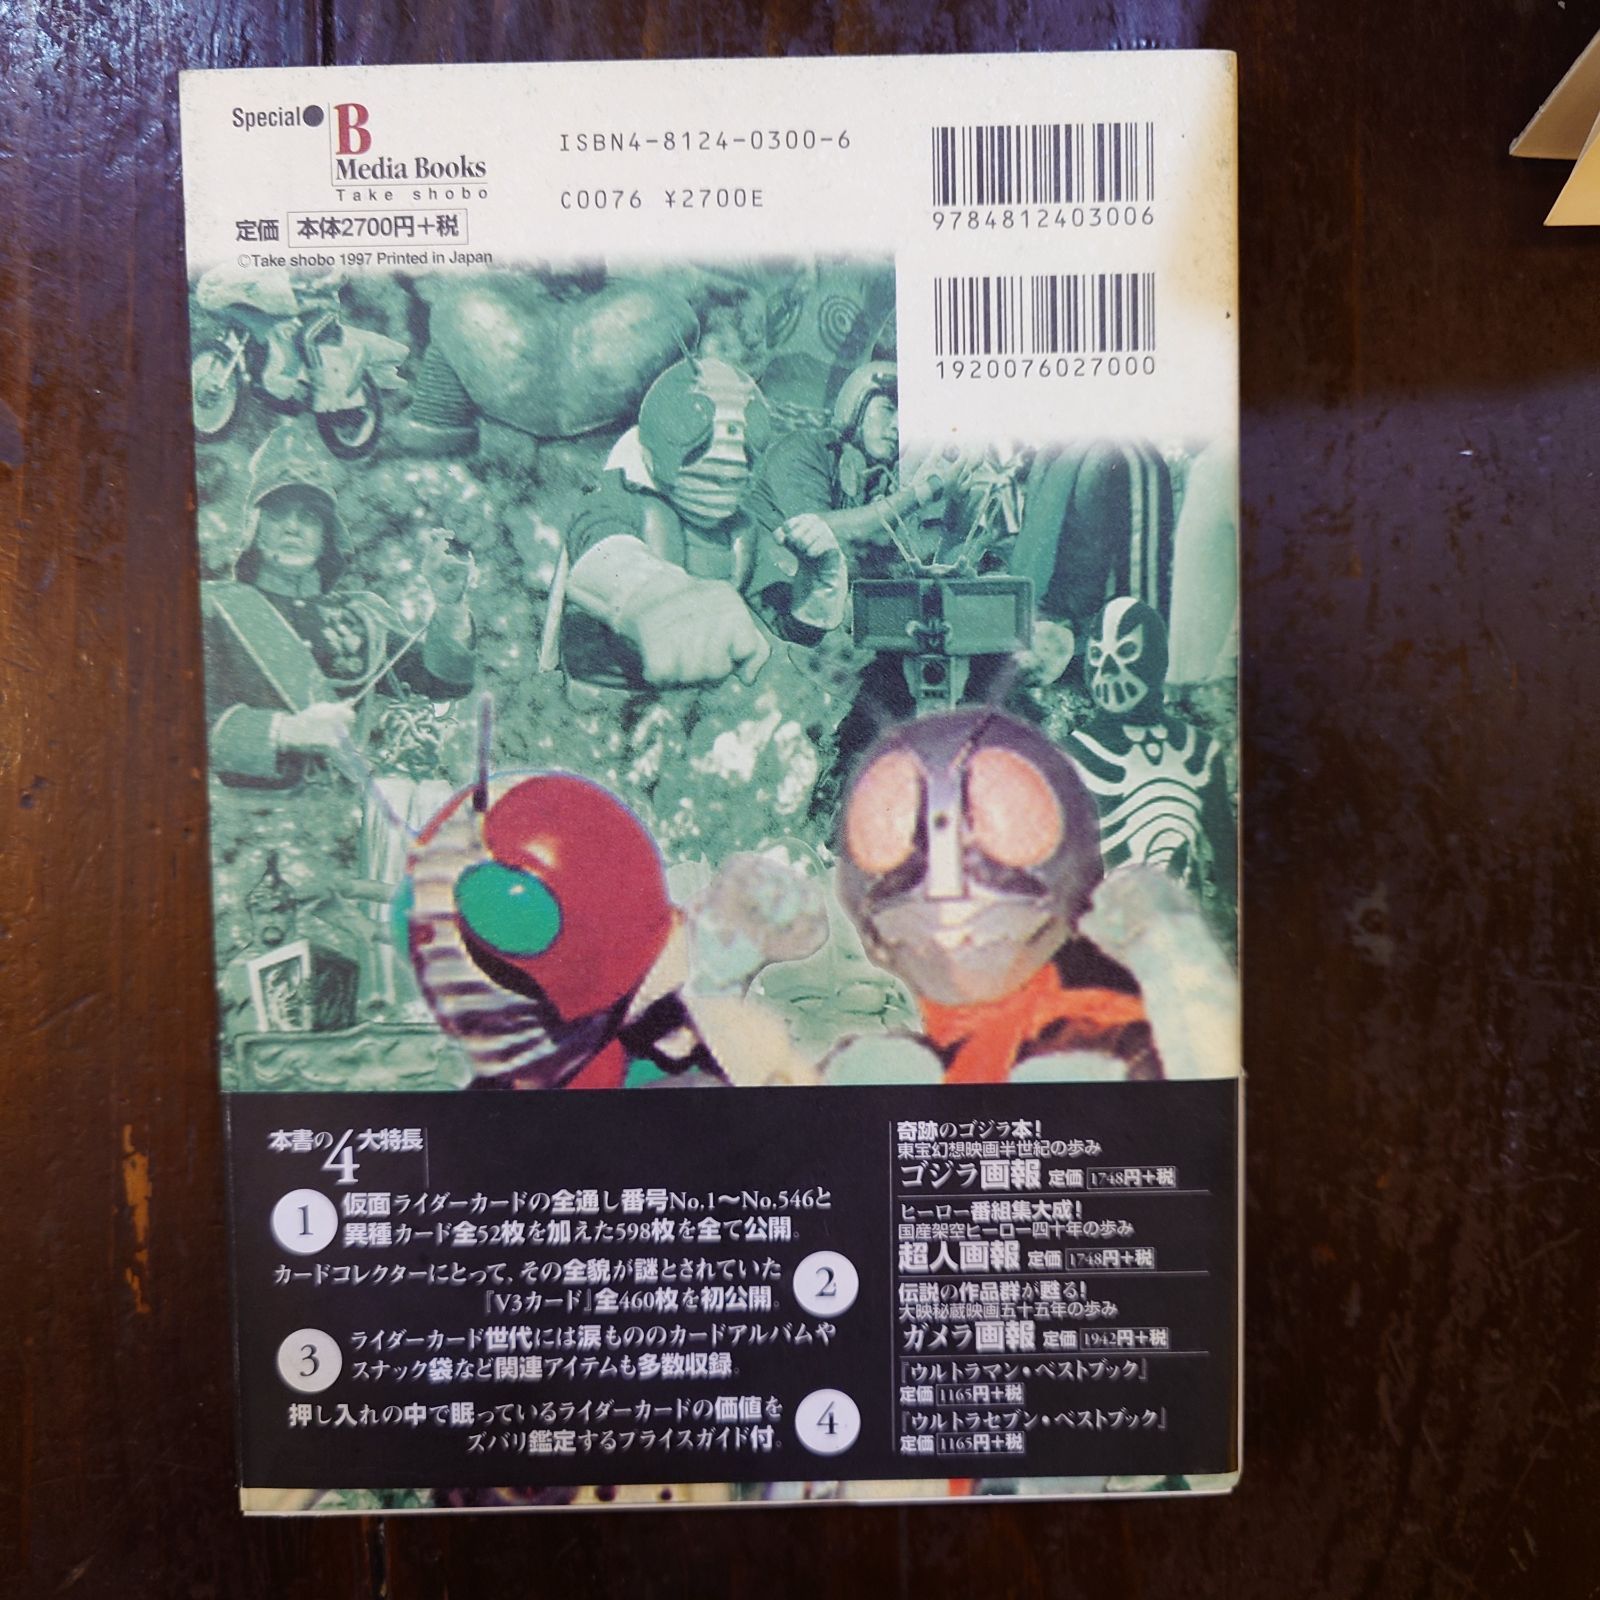 Special●
B
Media Books
Take shobo
定価 本体2700円+税
©Take shobo 1997 Printed in Japan
ISBN4-8124-0300-6
C0076 ¥2700E
9784812403006
1920076027000
本書の4大特長
1 仮面ライダーカードの全通し番号No.1〜No.546と
異種カード全52枚を加えた598枚を全て公開。
カードコレクターにとって、その全貌が謎とされていた 2
『V3カード』全460枚を初公開。
3 ライダーカード世代には涙もののカードアルバムや
スナック袋など関連アイテムも多数収録。
押し入れの中で眠っているライダーカードの価値を 4
ズバリ鑑定するプライスガイド付。
奇跡のゴジラ本!
東宝幻想映画半世紀の歩み
ゴジラ画報 定価 1748円+税
ヒーロー番組集大成!
国産架空ヒーロー四十年の歩み
超人画報 定価 1748円+税
伝説の作品群が甦る!
大映秘蔵映画五十五年の歩み
ガメラ画報 定価 1942円+税
『ウルトラマン・ベストブック』
定価 1165円+税
『ウルトラセブン・ベストブック』
定価 1165円+税